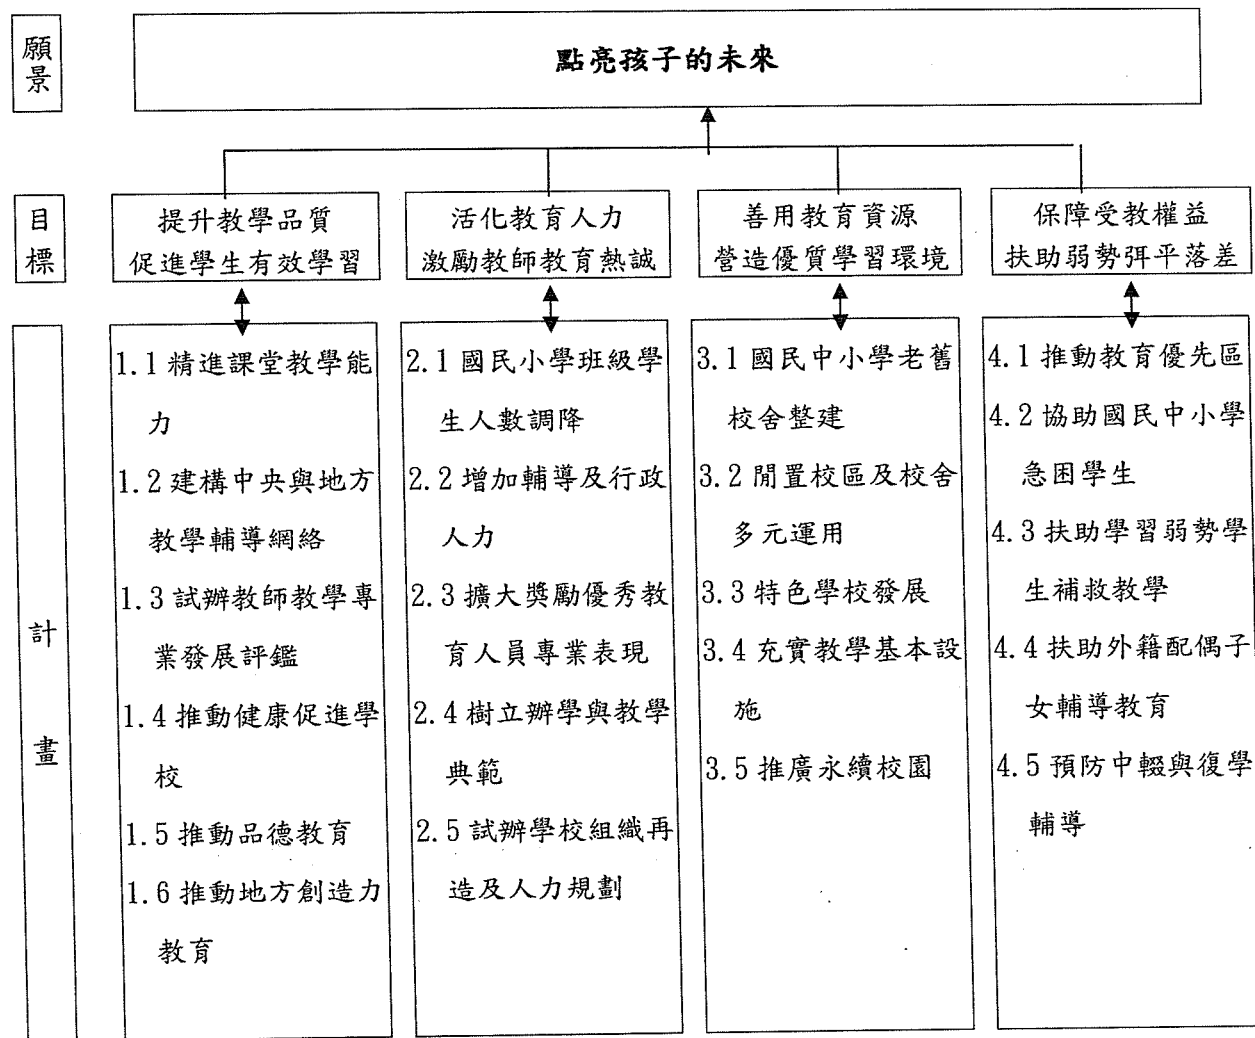 願景
點亮孩子的未來
目標
提升教學品質
促進學生有效學習
活化教育人力
激勵教師教育熱誠
善用教育資源
營造優質學習環境
保障受教權益
扶助弱勢弭平落差
計畫
1.1 精進課堂教學能
力
1.2 建構中央與地方
教學輔導網絡
1.3 試辦教師教學專
業發展評鑑
1.4 推動健康促進學
校
1.5 推動品德教育
1.6 推動地方創造力
教育
2.1 國民小學班級學
生人數調降
2.2 增加輔導及行政
人力
2.3 擴大獎勵優秀教
育人員專業表現
2.4 樹立辦學與教學
典範
2.5 試辦學校組織再
造及人力規劃
3.1 國民中小學老舊
校舍整建
3.2 閒置校區及校舍
多元運用
3.3 特色學校發展
3.4 充實教學基本設
施
3.5 推廣永續校園
4.1 推動教育優先區
4.2 協助國民中小學
急困學生
4.3 扶助學習弱勢學
生補救教學
4.4 扶助外籍配偶子
女輔導教育
4.5 預防中輟與復學
輔導